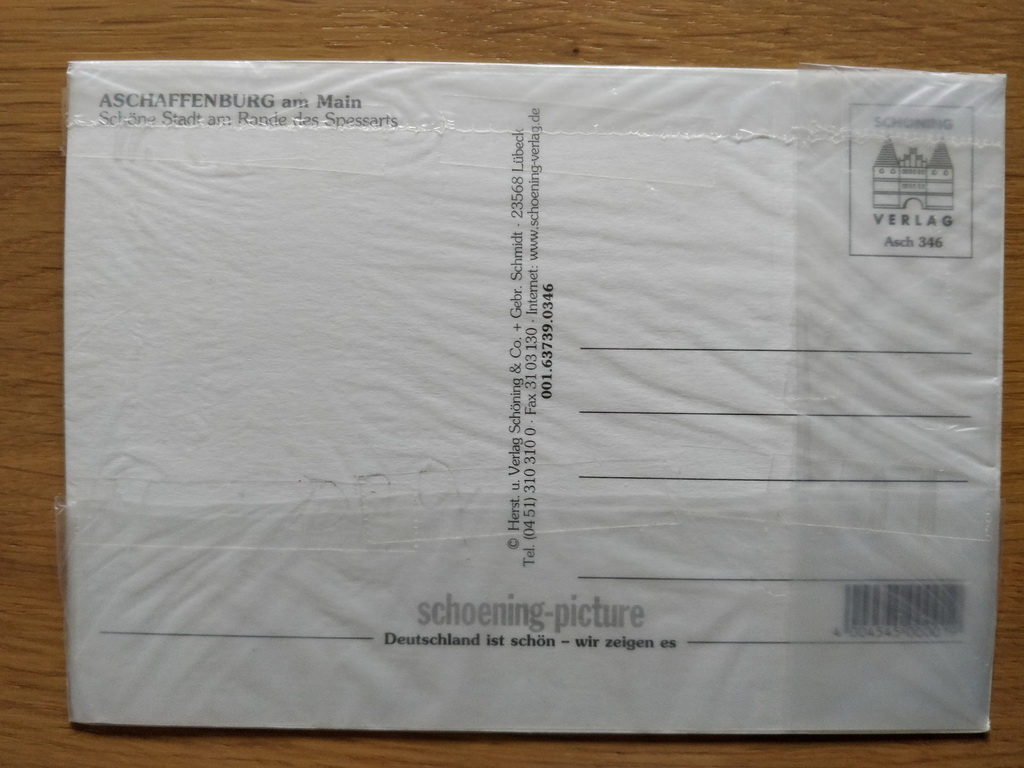 ASCHAFFENBURG am Main
Schöne Stadt am Rande des Spessarts
SCHÖNING
VERLAG
Asch 346
© Herst. u. Verlag Schöning & Co. + Gebr. Schmidt · 23568 Lübeck
Tel. (04 51) 310 310 0 · Fax 31 03 130 · Internet: www.schoening-verlag.de
001.63739.0346
schoening-picture
Deutschland ist schön – wir zeigen es